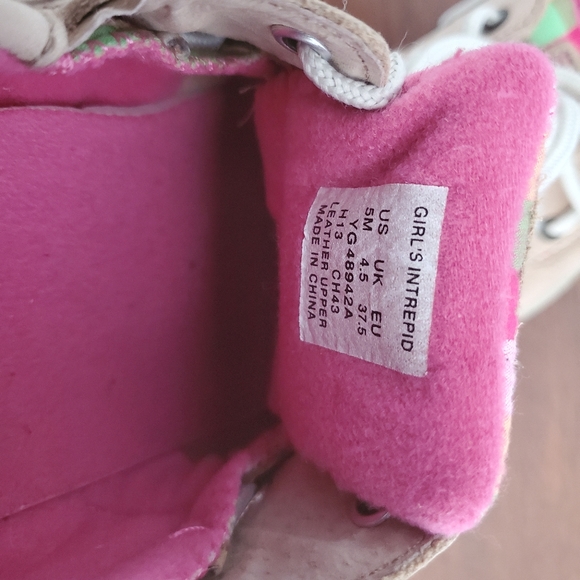 GIRL'S INTREPID
US UK EU
5M 4.5 37.5
YG48942A
H13 CH43
LEATHER UPPER
MADE IN CHINA